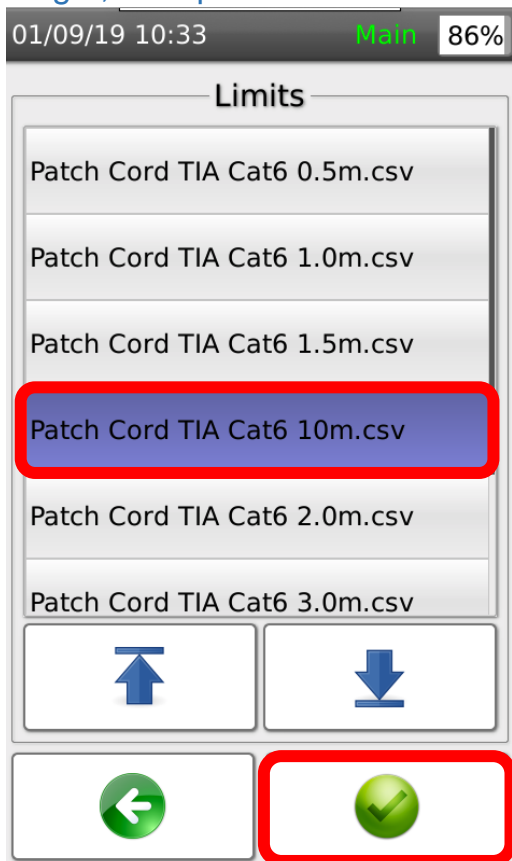 01/09/19 10:33 Main 86%
Limits
Patch Cord TIA Cat6 0.5m.csv
Patch Cord TIA Cat6 1.0m.csv
Patch Cord TIA Cat6 1.5m.csv
Patch Cord TIA Cat6 10m.csv
Patch Cord TIA Cat6 2.0m.csv
Patch Cord TIA Cat6 3.0m.csv